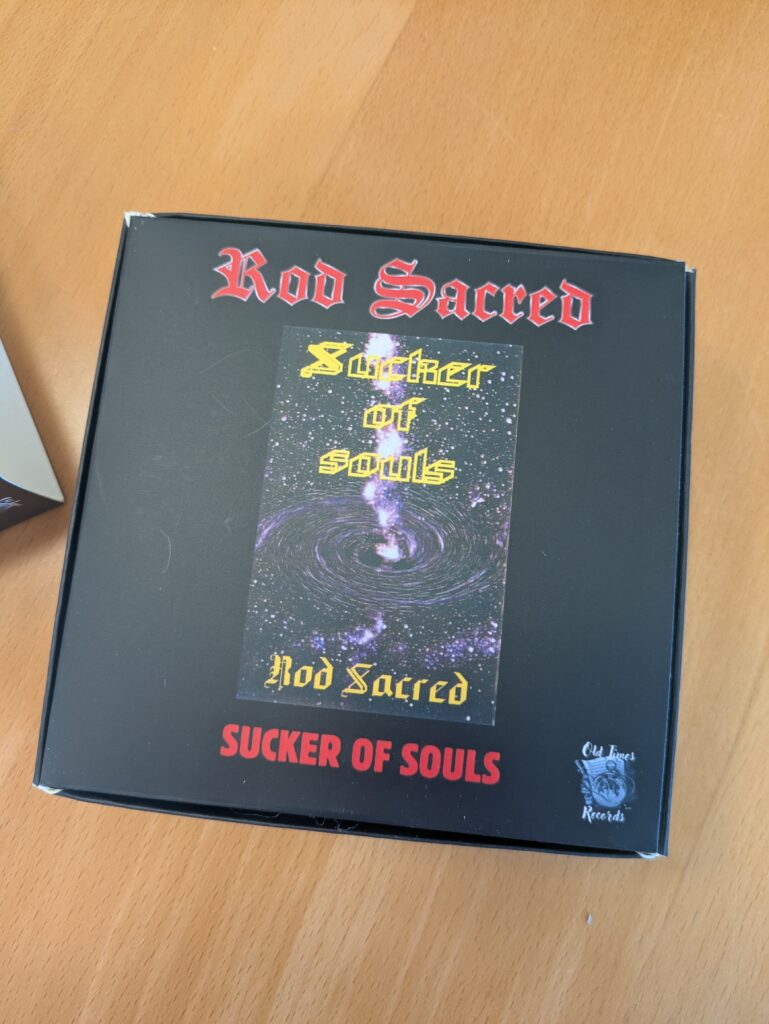 Rod Sacred
Sucker
of
souls
Rod Sacred
SUCKER OF SOULS
Old Times
Records